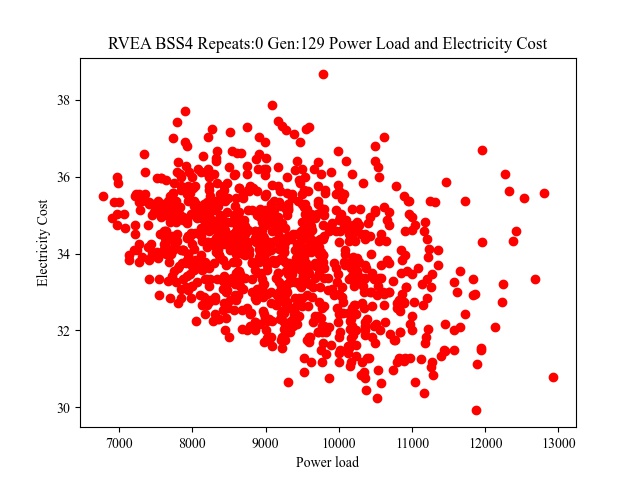 RVEA BSS4 Repeats:0 Gen:129 Power Load and Electricity Cost
38
36
34
32
30
Electricity Cost
7000 8000 9000 10000 11000 12000 13000
Power load